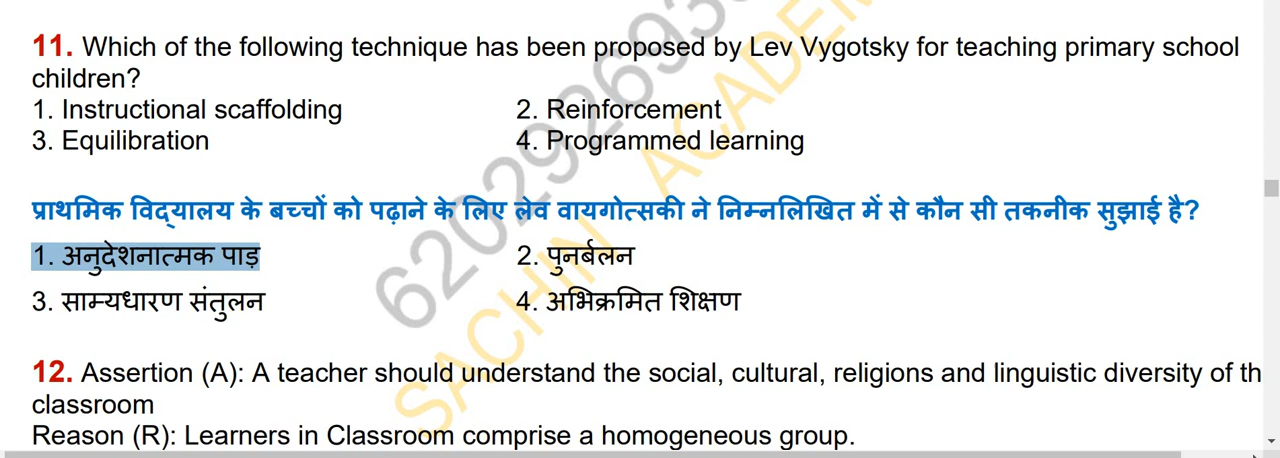 11. Which of the following technique has been proposed by Lev Vygotsky for teaching primary school
children?
1. Instructional scaffolding 2. Reinforcement
3. Equilibration 4. Programmed learning
प्राथमिक विद्यालय के बच्चों को पढ़ाने के लिए लेव वायगोत्सकी ने निम्नलिखित में से कौन सी तकनीक सुझाई है?
1. अनुदेशनात्मक पाड़ 2. पुनर्बलन
3. साम्यधारण संतुलन 4. अभिक्रमित शिक्षण
12. Assertion (A): A teacher should understand the social, cultural, religions and linguistic diversity of th
classroom
Reason (R): Learners in Classroom comprise a homogeneous group.
620292693
SACHIN ACADEM